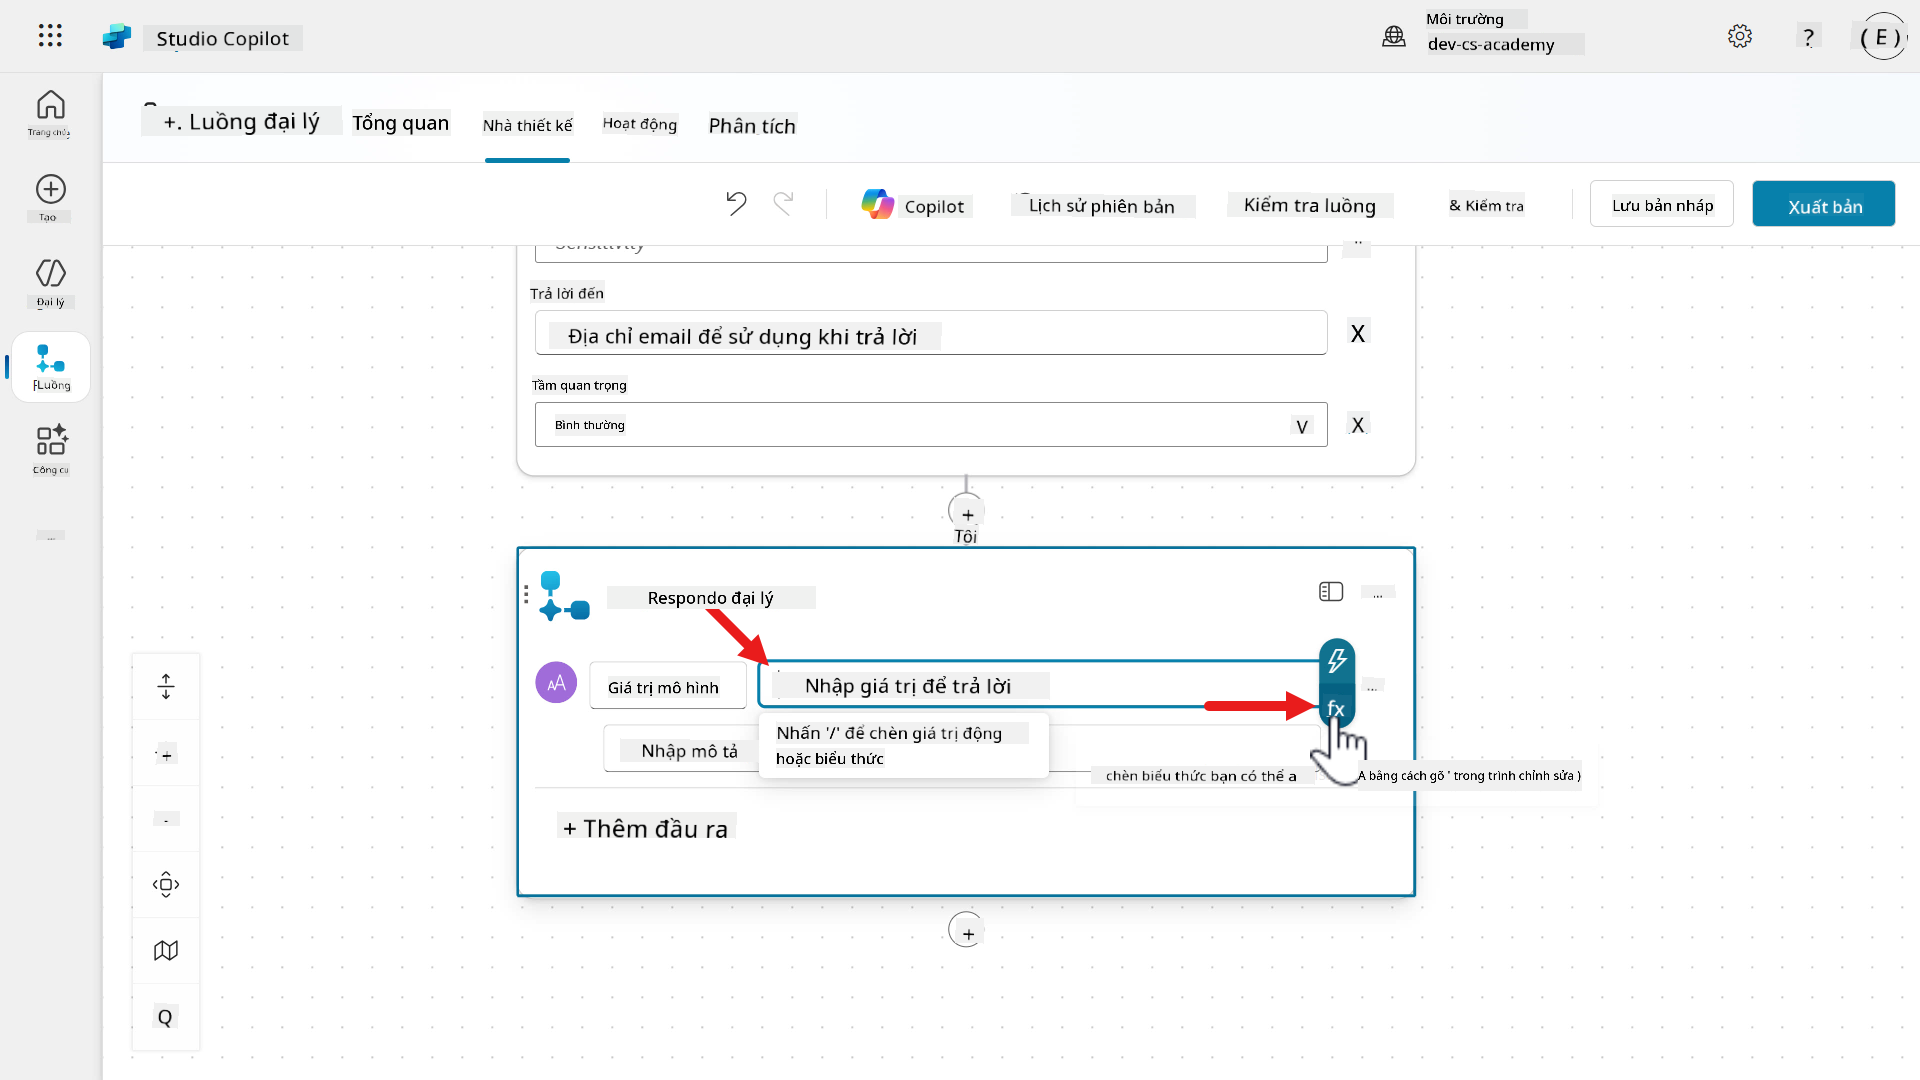 Studio Copilot
Môi trường
dev-cs-academy
?
( E )
Trang chủ
Tạo
Đại lý
Luồng
Công cụ
...
+. Luồng đại lý
Tổng quan
Nhà thiết kế
Hoạt động
Phân tích
Copilot
Lịch sử phiên bản
Kiểm tra luồng
& Kiểm tra
Lưu bản nháp
Xuất bản
Sensitivity
Trả lời đến
Địa chỉ email để sử dụng khi trả lời
X
Tầm quan trọng
Bình thường
V
X
+
Tôi
Respondo đại lý
...
AA
Giá trị mô hình
Nhập giá trị để trả lời
fx
...
Nhập mô tả
Nhấn '/' để chèn giá trị động
hoặc biểu thức
chèn biểu thức bạn có thể a
A bằng cách gõ ' trong trình chỉnh sửa )
+ Thêm đầu ra
+
+
-
Q